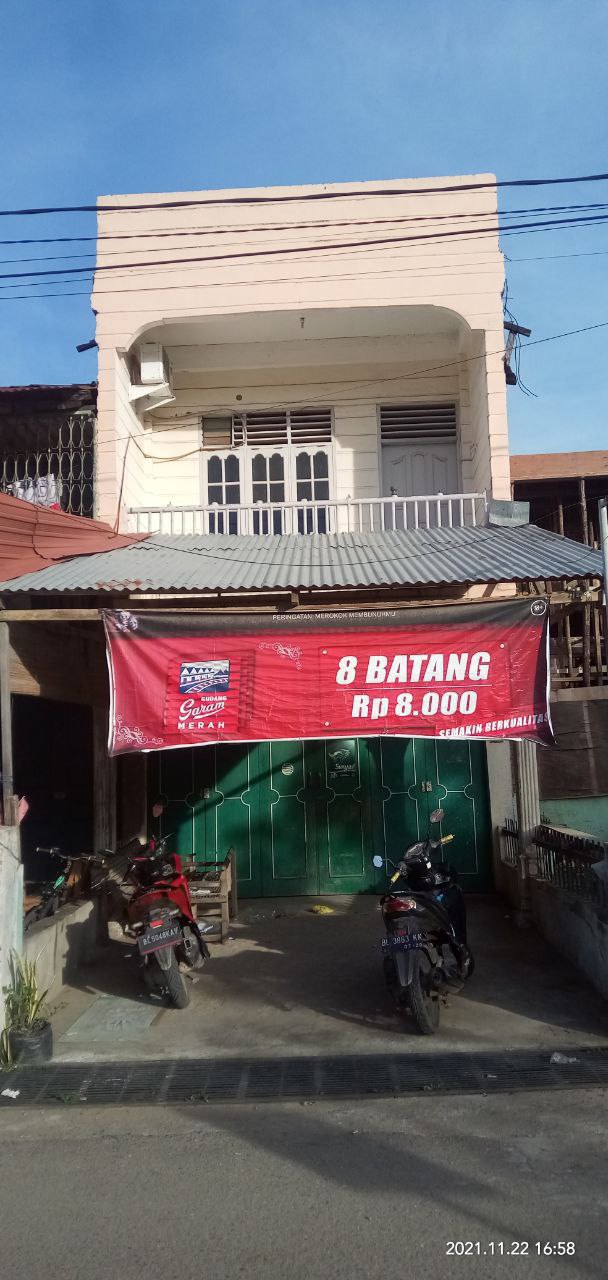 PERINGATAN: MEROKOK MEMBUNUHMU
18+
GUDANG
Garam
MERAH
8 BATANG
Rp 8.000
SEMAKIN BERKUALITAS
BL 3863 KR
2021.11.22 16:58